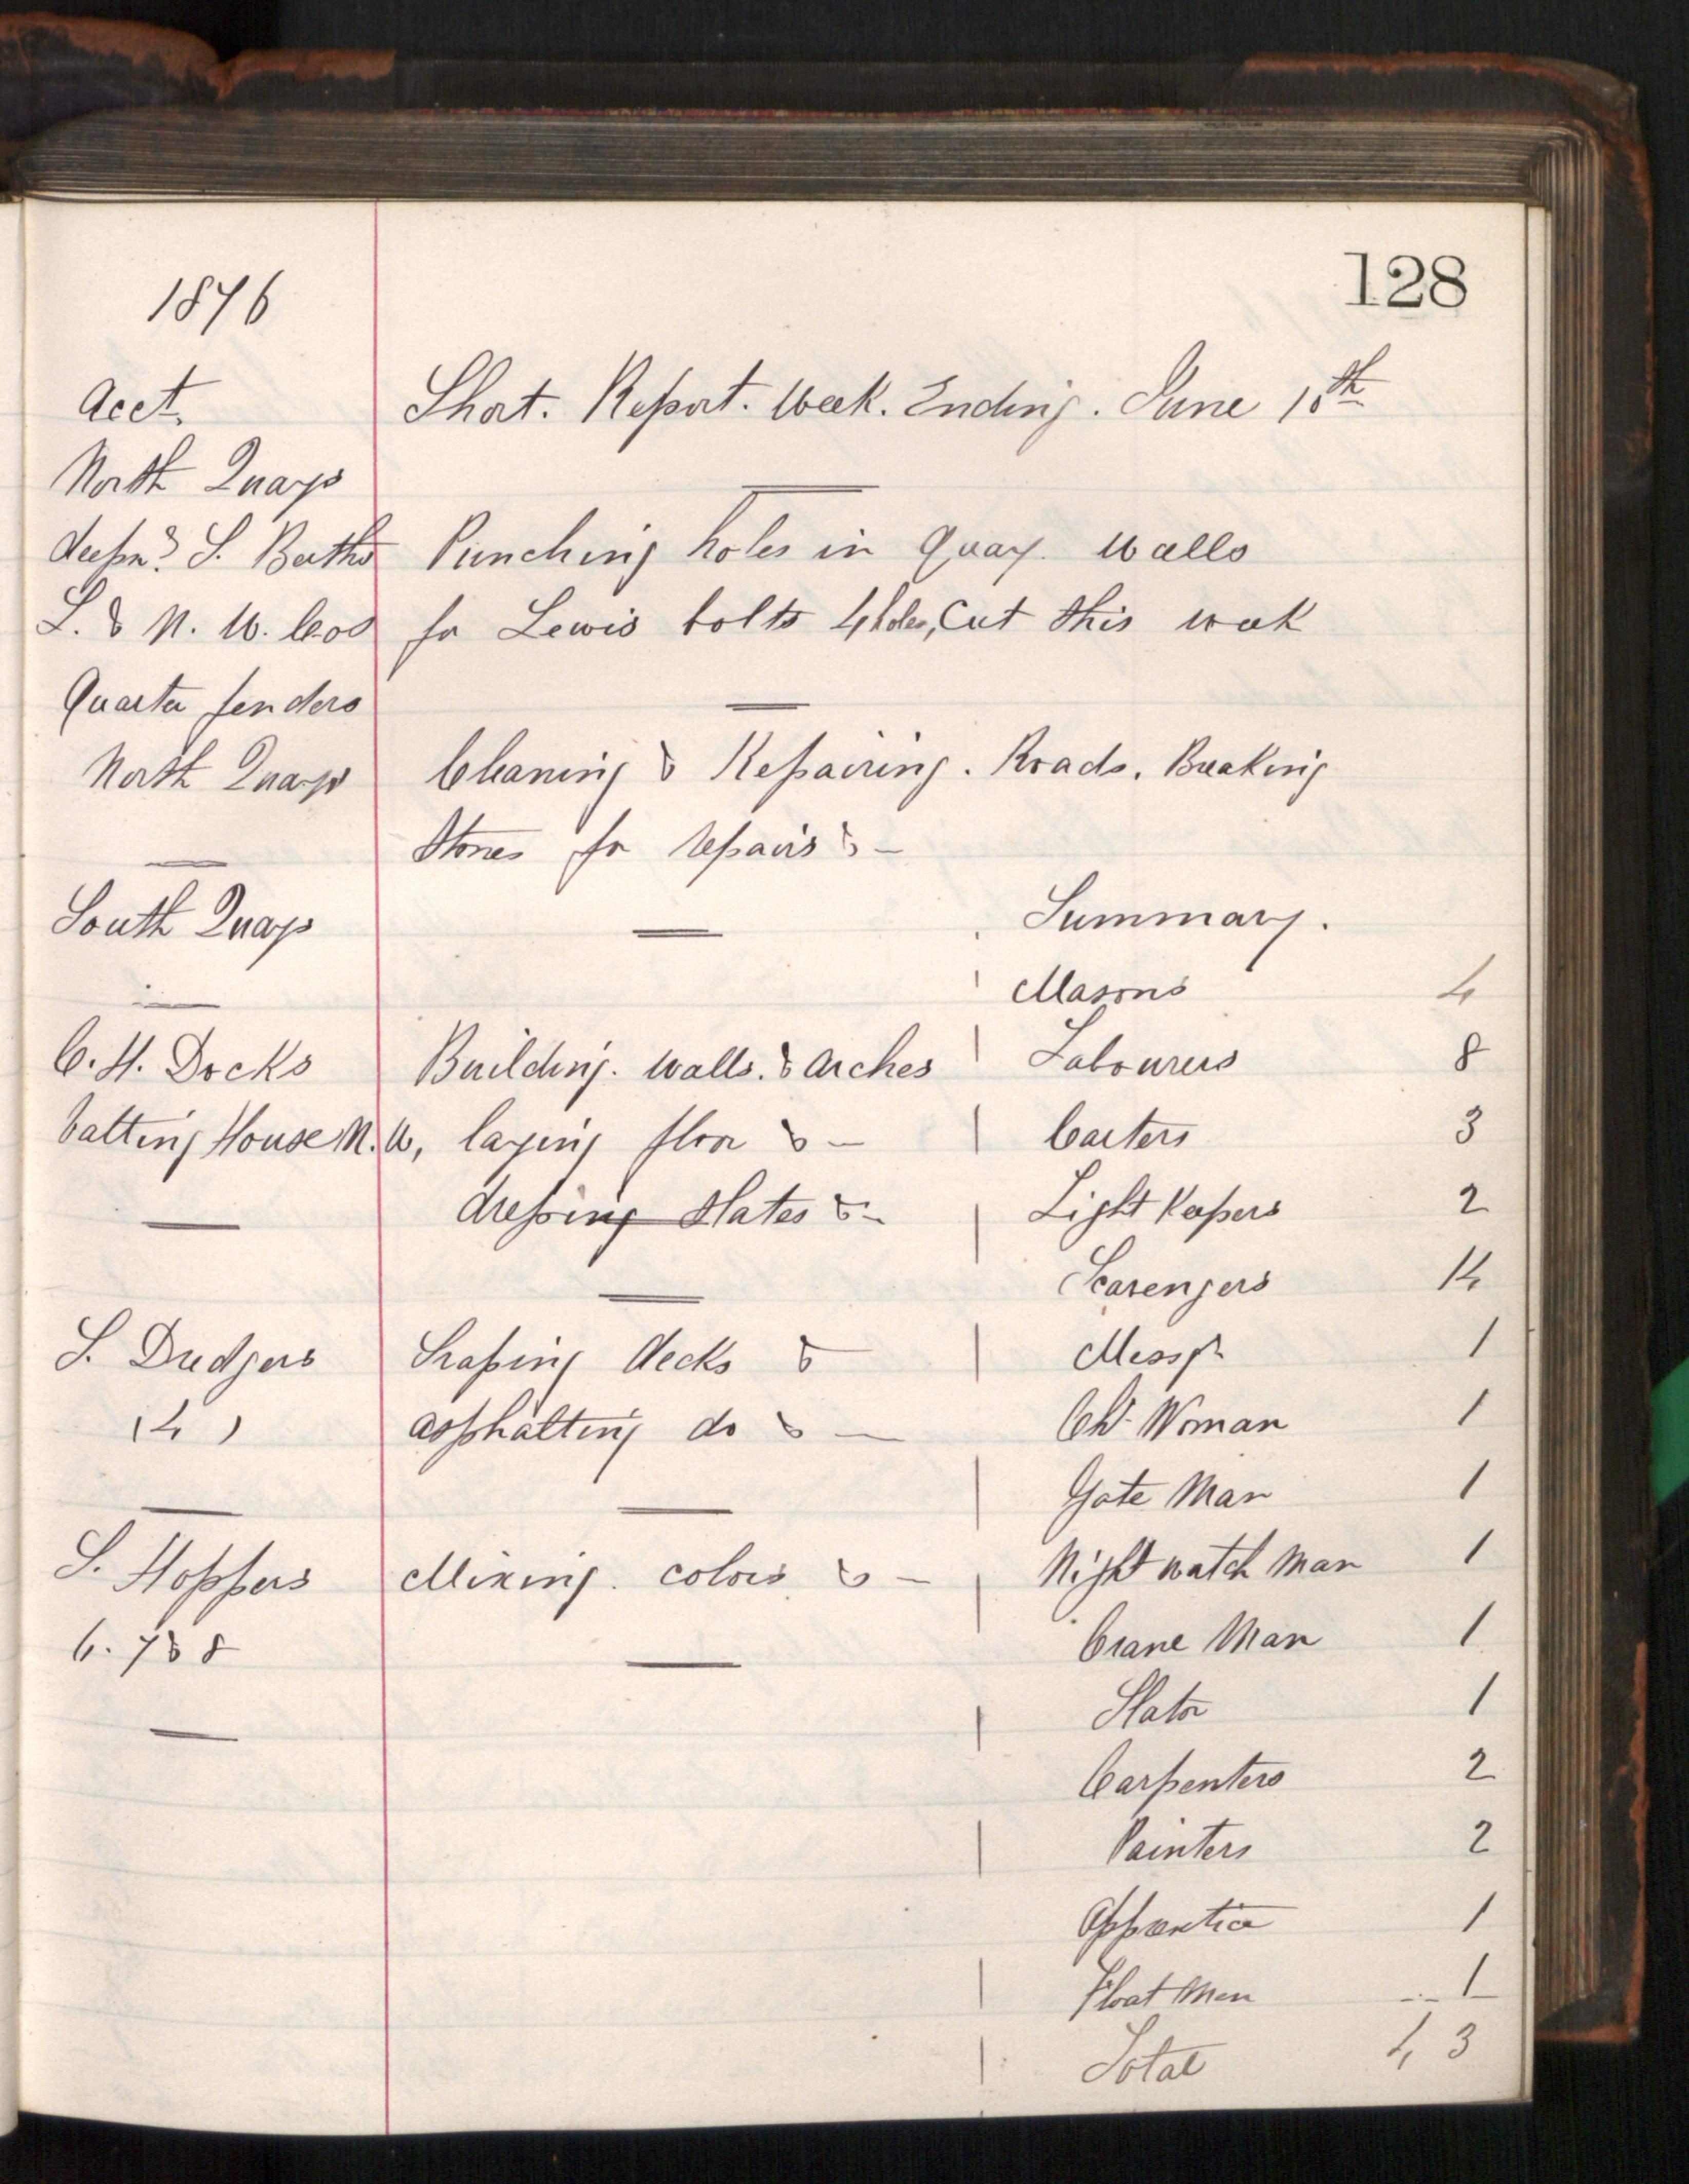 128
1876
Acct. Short. Report. Week. Ending. June 10th
North Quays
deepn? S. Berths Punching holes in Quay walls
L. & N. W. Cos for Lewis bolts 4 holes, Cut this week
Quarter fenders
North Quays Cleaning & Repairing. Roads. Breaking
Stones for repairs & —
South Quays Summary.
Masons 4
C. H. Docks Building. walls. & Arches Labourers 8
Salting House N. W, laying floor & — Carters 3
dressing Slates & — Light Keepers 2
Scavengers 14
S. Dredgers Scraping decks & Messgr 1
(4) asphalting do & — Ch- Woman 1
Gate Man 1
S. Hoppers Mixing. colors & — Night watch Man 1
6. 7 & 8 Crane Man 1
Slator 1
Carpenters 2
Painters 2
Apprentice 1
Float Men 1
Total 43